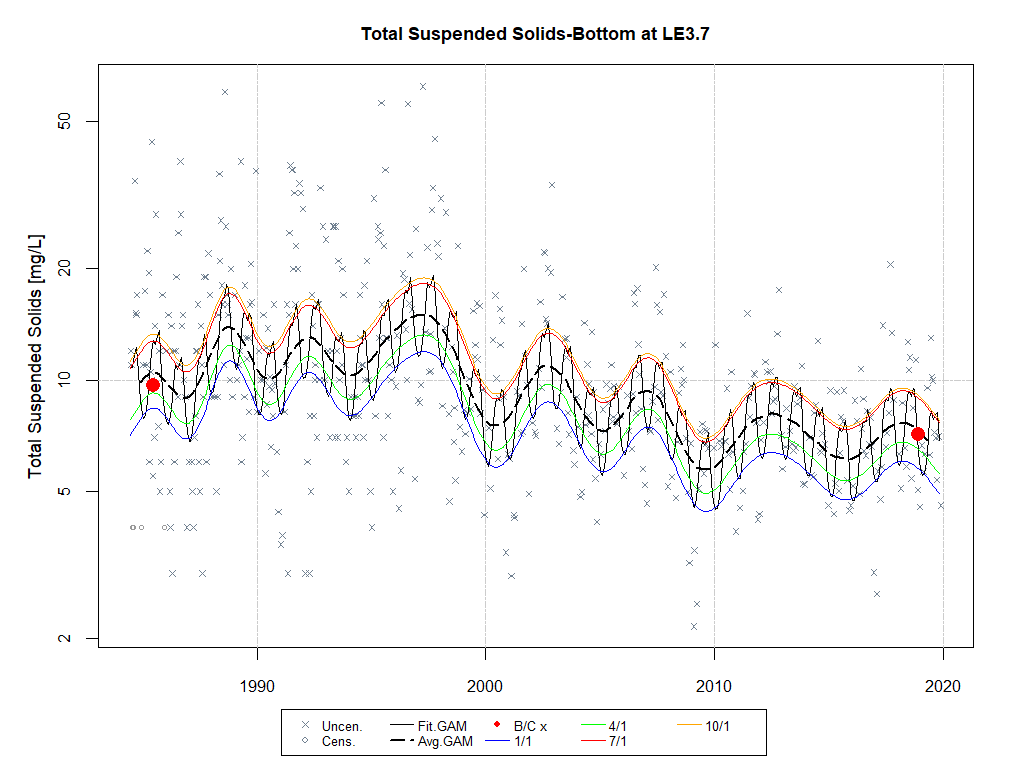 Total Suspended Solids-Bottom at LE3.7
Total Suspended Solids [mg/L]
50
20
10
5
2
1990 2000 2010 2020
Uncen. Fit.GAM B/C x 4/1 10/1
Cens. Avg.GAM 1/1 7/1